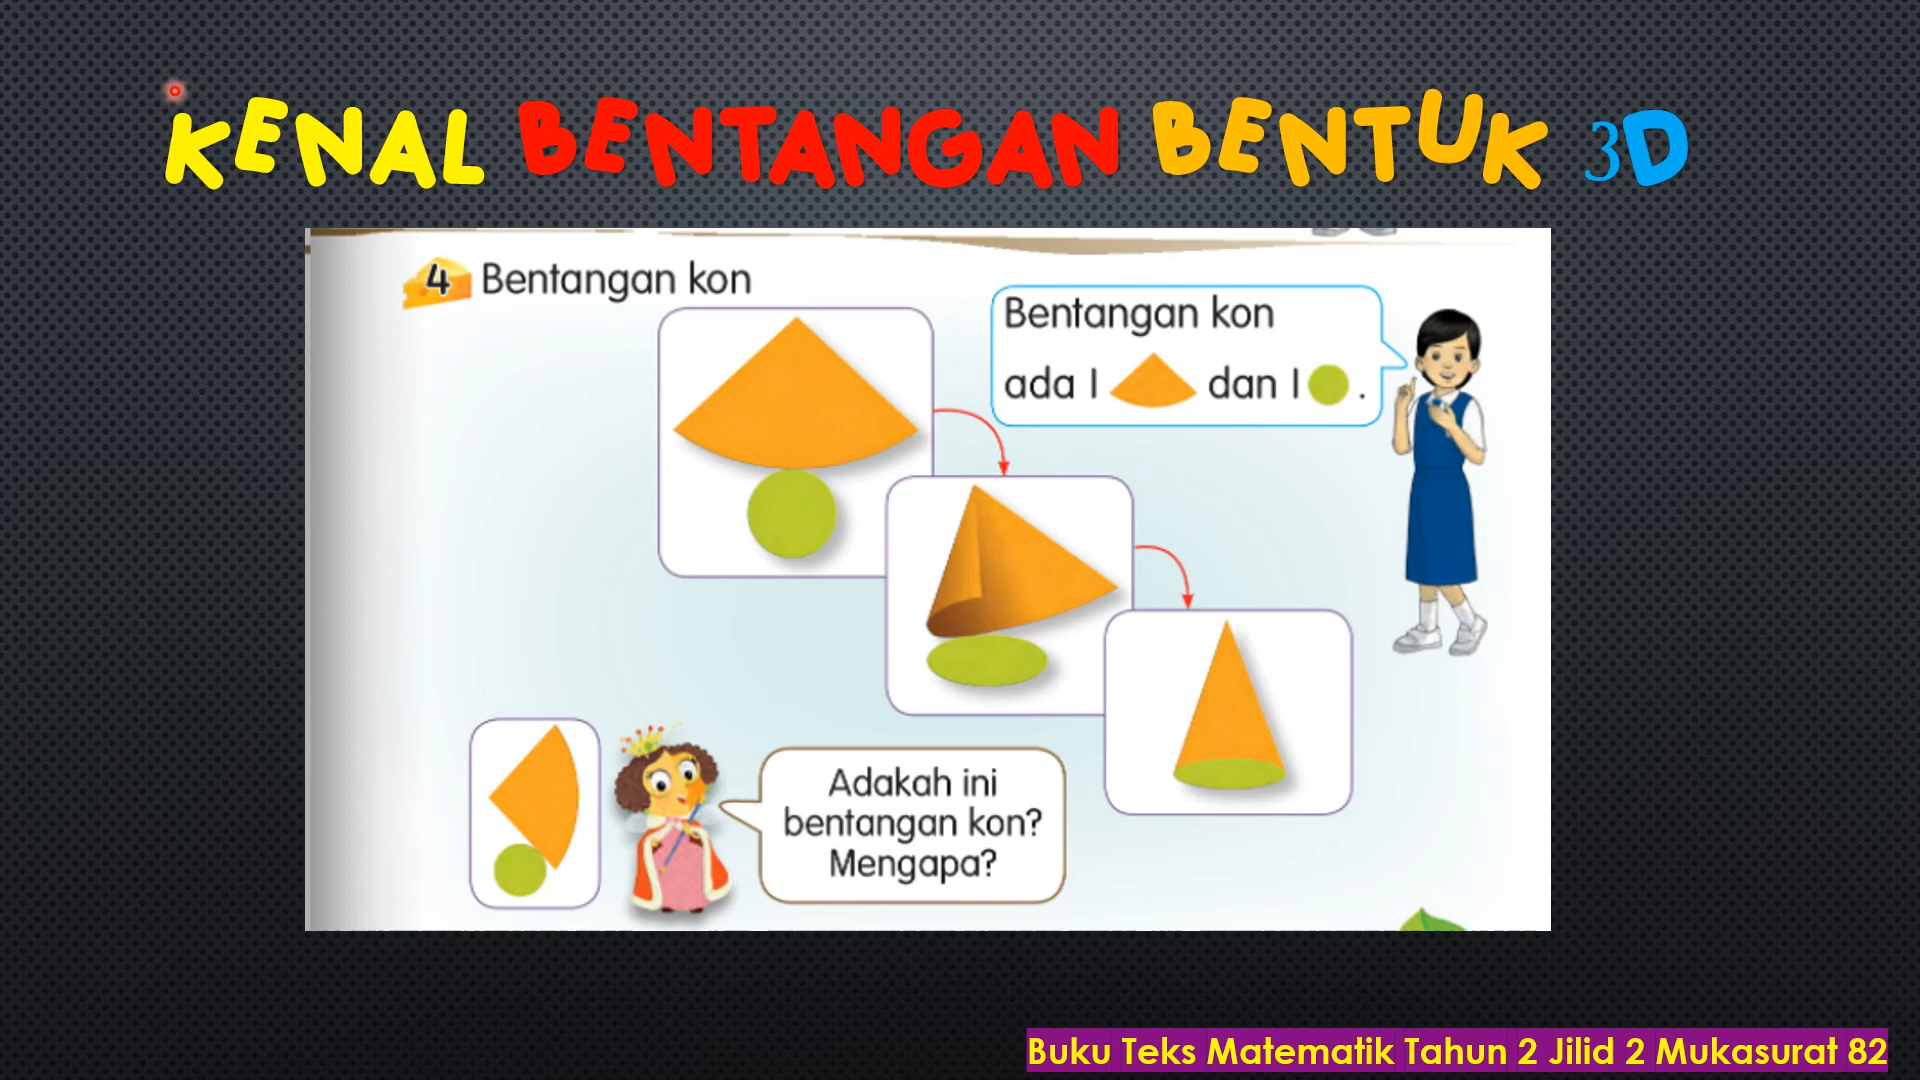 KENAL BENTANGAN BENTUK 3D
4 Bentangan kon
Bentangan kon
ada 1 dan 1 .
Adakah ini
bentangan kon?
Mengapa?
Buku Teks Matematik Tahun 2 Jilid 2 Mukasurat 82